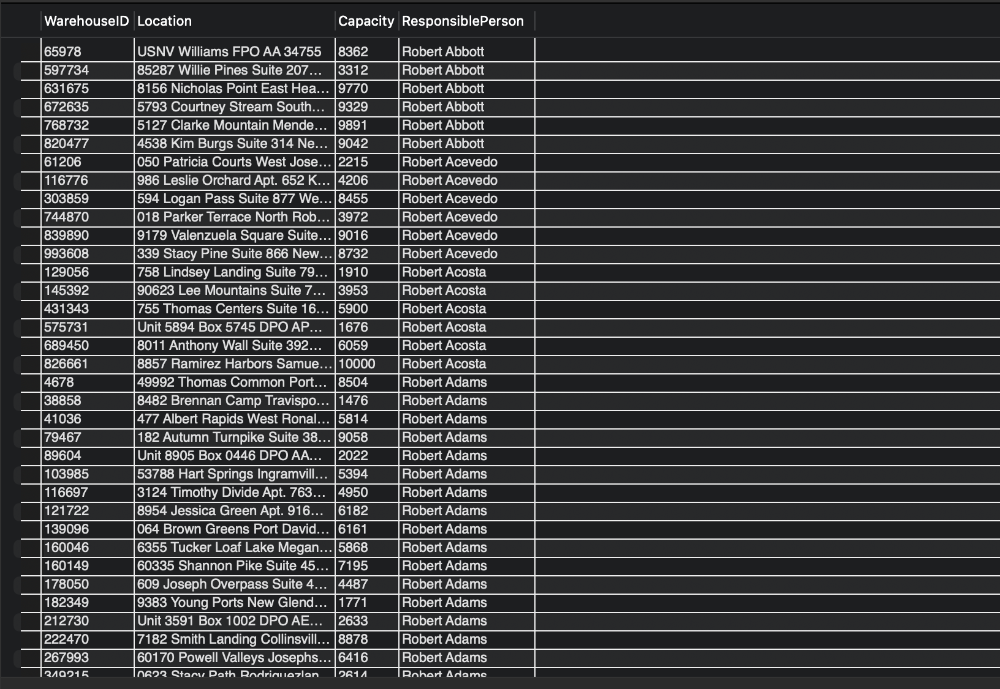 WarehouseID Location Capacity ResponsiblePerson
65978 USNV Williams FPO AA 34755 8362 Robert Abbott
597734 85287 Willie Pines Suite 207... 3312 Robert Abbott
631675 8156 Nicholas Point East Hea... 9770 Robert Abbott
672635 5793 Courtney Stream South... 9329 Robert Abbott
768732 5127 Clarke Mountain Mende... 9891 Robert Abbott
820477 4538 Kim Burgs Suite 314 Ne... 9042 Robert Abbott
61206 050 Patricia Courts West Jose... 2215 Robert Acevedo
116776 986 Leslie Orchard Apt. 652 K... 4206 Robert Acevedo
303859 594 Logan Pass Suite 877 We... 8455 Robert Acevedo
744870 018 Parker Terrace North Rob... 3972 Robert Acevedo
839890 9179 Valenzuela Square Suite... 9016 Robert Acevedo
993608 339 Stacy Pine Suite 866 New... 8732 Robert Acevedo
129056 758 Lindsey Landing Suite 79... 1910 Robert Acosta
145392 90623 Lee Mountains Suite 7... 3953 Robert Acosta
431343 755 Thomas Centers Suite 16... 5900 Robert Acosta
575731 Unit 5894 Box 5745 DPO AP... 1676 Robert Acosta
689450 8011 Anthony Wall Suite 392... 6059 Robert Acosta
826661 8857 Ramirez Harbors Samue... 10000 Robert Acosta
4678 49992 Thomas Common Port... 8504 Robert Adams
38858 8482 Brennan Camp Travispo... 1476 Robert Adams
41036 477 Albert Rapids West Ronal... 5814 Robert Adams
79467 182 Autumn Turnpike Suite 38... 9058 Robert Adams
89604 Unit 8905 Box 0446 DPO AA... 2022 Robert Adams
103985 53788 Hart Springs Ingramvill... 5394 Robert Adams
116697 3124 Timothy Divide Apt. 763... 4950 Robert Adams
121722 8954 Jessica Green Apt. 916... 6182 Robert Adams
139096 064 Brown Greens Port David... 6161 Robert Adams
160046 6355 Tucker Loaf Lake Megan... 5868 Robert Adams
160149 60335 Shannon Pike Suite 45... 7195 Robert Adams
178050 609 Joseph Overpass Suite 4... 4487 Robert Adams
182349 9383 Young Ports New Glend... 1771 Robert Adams
212730 Unit 3591 Box 1002 DPO AE... 2633 Robert Adams
222470 7182 Smith Landing Collinsvill... 8878 Robert Adams
267993 60170 Powell Valleys Josephs... 6416 Robert Adams
349215 0623 Stacy Path Rodriguezlan 2614 Robert Adams